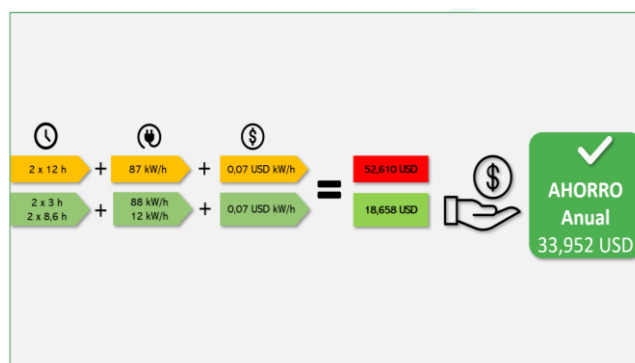 2 x 12 h + 87 kW/h + 0,07 USD kW/h = 52,610 USD
2 x 3 h
2 x 8,6 h
+
88 kW/h
12 kW/h
+ 0,07 USD kW/h
18,658 USD
$
$
AHORRO
Anual
33,952 USD